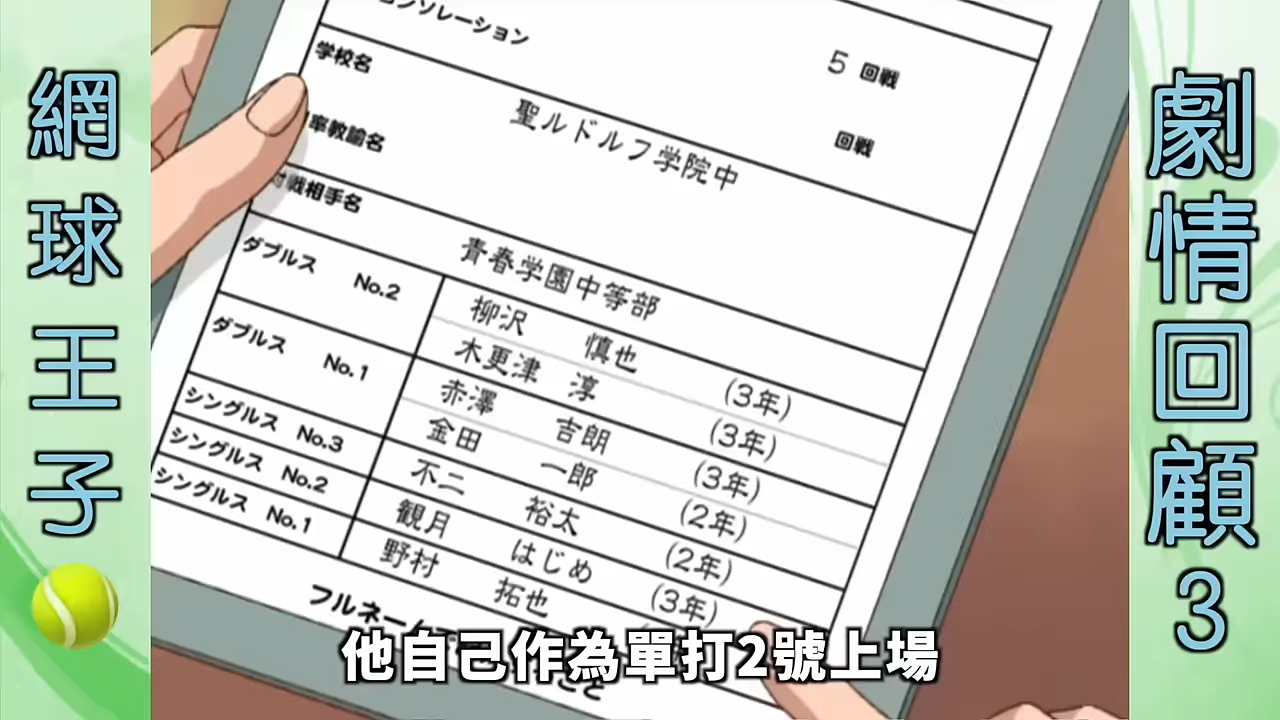 網球王子
劇情回顧3
コンソレーション
5 回戦
学校名
回戦
聖ルドルフ学院中
率教諭名
対戦相手名
青春学園中等部
ダブルス No.2
柳沢 慎也 (3年)
木更津 淳 (3年)
ダブルス No.1
赤澤 吉朗 (3年)
金田 一郎 (2年)
シングルス No.3
不二 裕太 (2年)
シングルス No.2
観月 はじめ (3年)
シングルス No.1
野村 拓也
フルネーム
こと
他自己作為單打2號上場